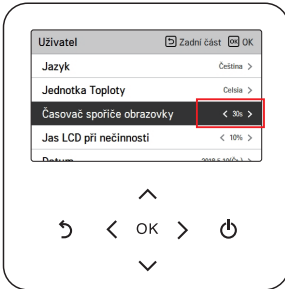 Uživatel Zadní část OK OK
Jazyk Čeština >
Jednotka Toploty Celsia >
Časovač spořiče obrazovky < 30s >
Jas LCD při nečinnosti < 10% >
Datum
OK